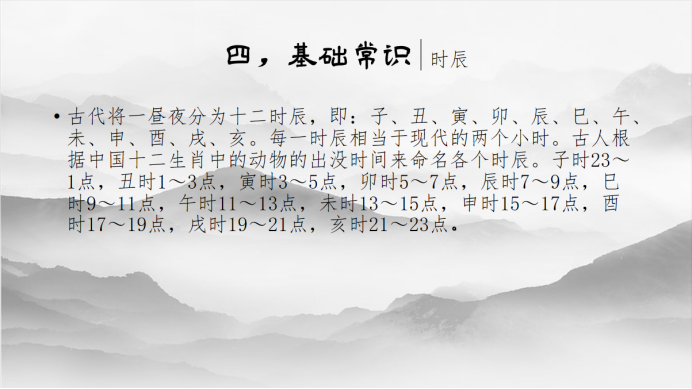 四，基础常识 时辰
• 古代将一昼夜分为十二时辰，即：子、丑、寅、卯、辰、巳、午、
未、申、酉、戌、亥。每一时辰相当于现代的两个小时。古人根
据中国十二生肖中的动物的出没时间来命名各个时辰。子时23～
1点，丑时1～3点，寅时3～5点，卯时5～7点，辰时7～9点，巳
时9～11点，午时11～13点，未时13～15点，申时15～17点，酉
时17～19点，戌时19～21点，亥时21～23点。